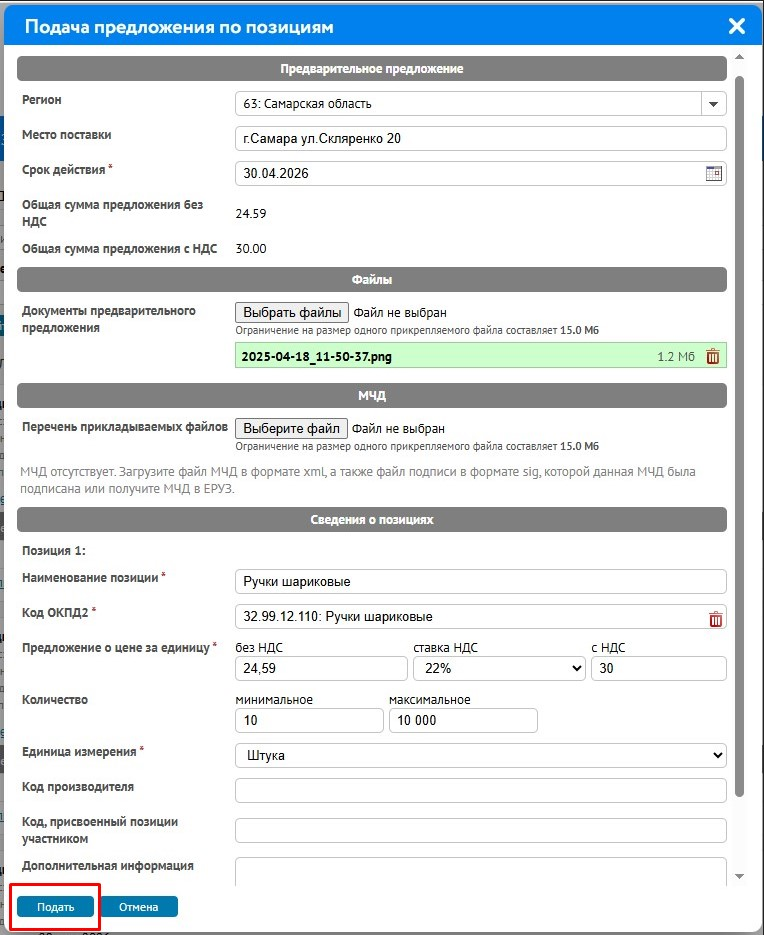 Подача предложения по позициям
Предварительное предложение
Регион
63: Самарская область
Место поставки
г.Самара ул.Скляренко 20
Срок действия *
30.04.2026
Общая сумма предложения без
НДС
24.59
Общая сумма предложения с НДС
30.00
Файлы
Документы предварительного
предложения
Выбрать файлы Файл не выбран
Ограничение на размер одного прикрепляемого файла составляет 15.0 Мб
2025-04-18_11-50-37.png 1.2 Мб
МЧД
Перечень прикладываемых файлов
Выберите файл Файл не выбран
Ограничение на размер одного прикрепляемого файла составляет 15.0 Мб
МЧД отсутствует. Загрузите файл МЧД в формате xml, а также файл подписи в формате sig, которой данная МЧД была
подписана или получите МЧД в ЕРУЗ.
Сведения о позициях
Позиция 1:
Наименование позиции *
Ручки шариковые
Код ОКПД2 *
32.99.12.110: Ручки шариковые
Предложение о цене за единицу *
без НДС ставка НДС с НДС
24,59 22% 30
Количество
минимальное максимальное
10 10 000
Единица измерения *
Штука
Код производителя
Код, присвоенный позиции
участником
Дополнительная информация
Подать Отмена